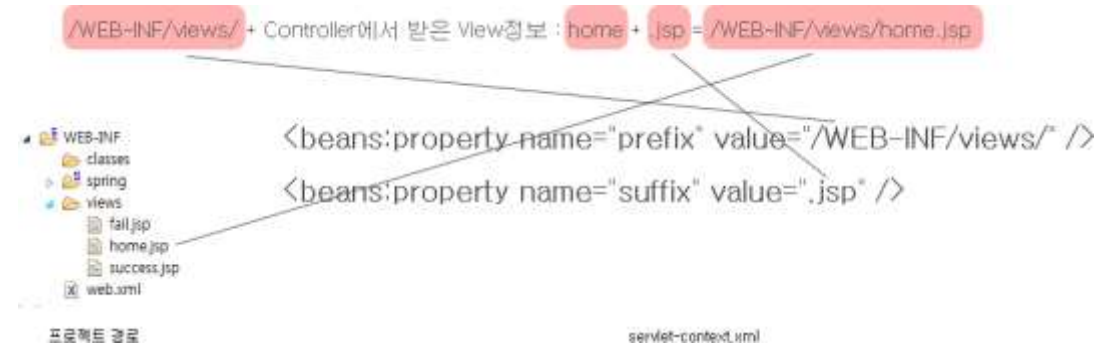 /WEB-INF/views/ + Controller에서 받은 View정보 : home + .jsp = /WEB-INF/views/home.jsp
WEB-INF
classes
spring
views
fail.jsp
home.jsp
success.jsp
web.xml
<beans:property name="prefix" value="/WEB-INF/views/" />
<beans:property name="suffix" value=".jsp" />
프로젝트 경로
servlet-context.xml